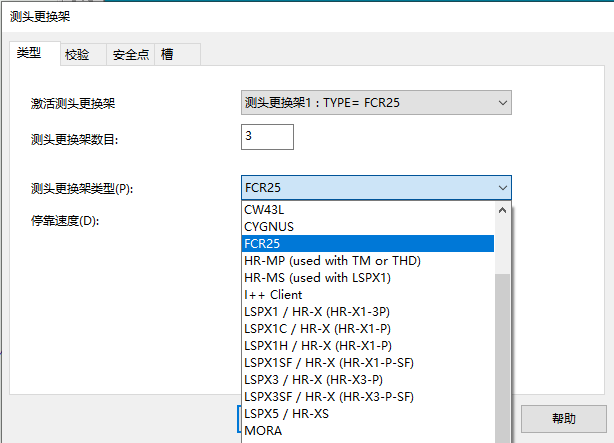 测头更换架
类型 校验 安全点 槽
激活测头更换架 测头更换架1 : TYPE= FCR25
测头更换架数目: 3
测头更换架类型(P): FCR25
停靠速度(D):
CW43L
CYGNUS
FCR25
HR-MP (used with TM or THD)
HR-MS (used with LSPX1)
I++ Client
LSPX1 / HR-X (HR-X1-3P)
LSPX1C / HR-X (HR-X1-P)
LSPX1H / HR-X (HR-X1-P)
LSPX1SF / HR-X (HR-X1-P-SF)
LSPX3 / HR-X (HR-X3-P)
LSPX3SF / HR-X (HR-X3-P-SF)
LSPX5 / HR-XS
MORA
帮助